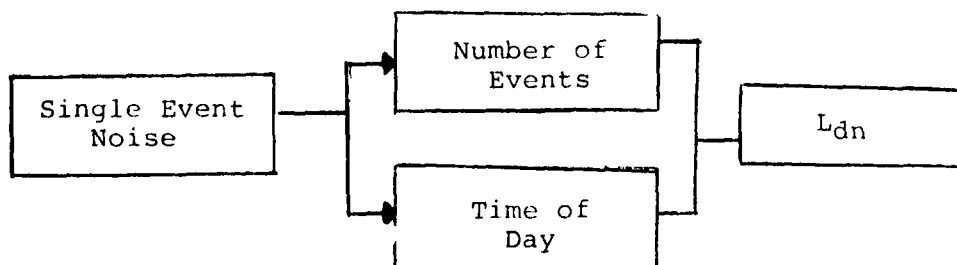 Single Event
Noise
Number of
Events
Time of
Day
Ldn